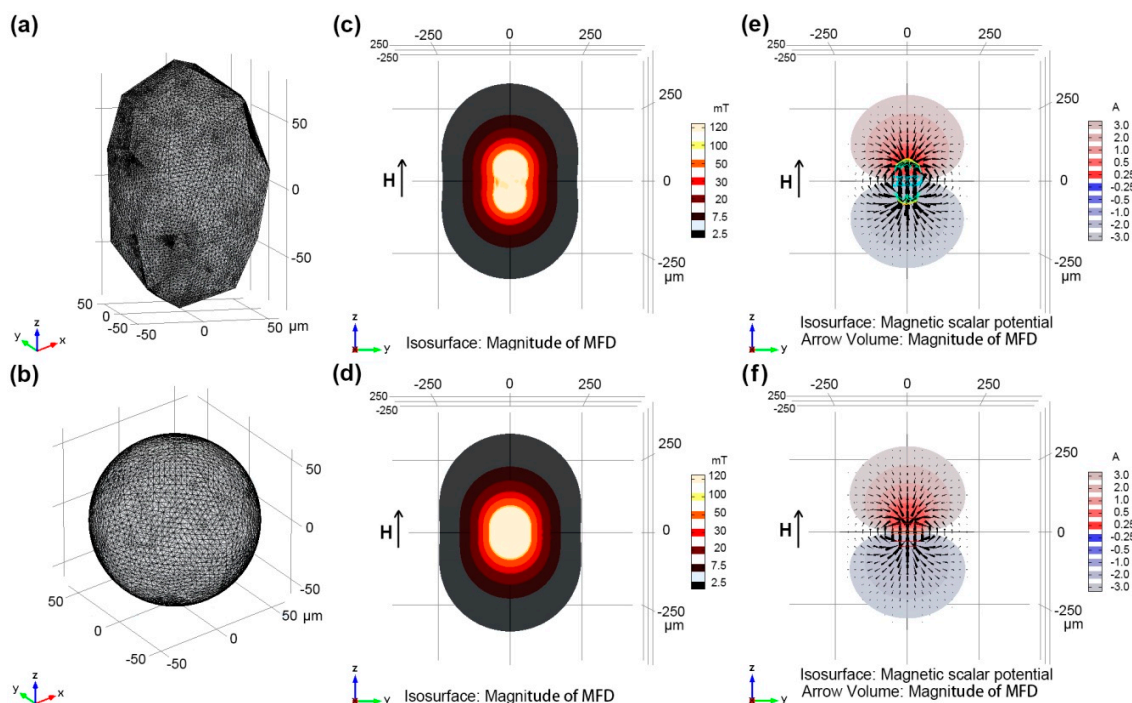 (a)
50
0
-50
50
0
-50
-50
0
50
µm
z
y
x
(c)
-250
0
250
250
-250
250
0
-250
µm
H
mT
120
100
50
30
20
7.5
2.5
z
y
Isosurface: Magnitude of MFD
(e)
-250
0
250
250
-250
250
0
-250
µm
H
A
3.0
2.0
1.0
0.5
0.25
-0.25
-0.5
-1.0
-2.0
-3.0
z
y
Isosurface: Magnetic scalar potential
Arrow Volume: Magnitude of MFD
(b)
50
0
-50
50
0
-50
-50
0
50
µm
z
y
x
(d)
-250
0
250
250
-250
250
0
-250
µm
H
mT
120
100
50
30
20
7.5
2.5
z
y
Isosurface: Magnitude of MFD
(f)
-250
0
250
250
-250
250
0
-250
µm
H
A
3.0
2.0
1.0
0.5
0.25
-0.25
-0.5
-1.0
-2.0
-3.0
z
y
Isosurface: Magnetic scalar potential
Arrow Volume: Magnitude of MFD